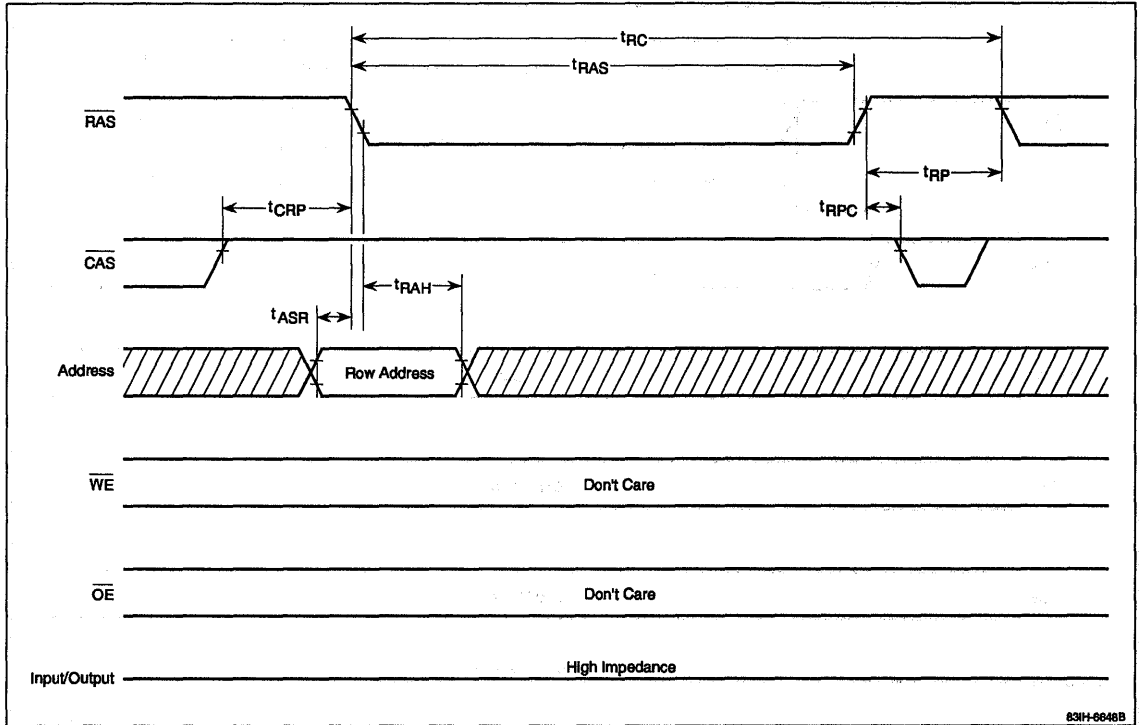 tRC
tRAS
RAS
tRP
tCRP
tRPC
CAS
tRAH
tASR
Address
Row Address
WE
Don't Care
OE
Don't Care
High Impedance
Input/Output
83IH-6648B